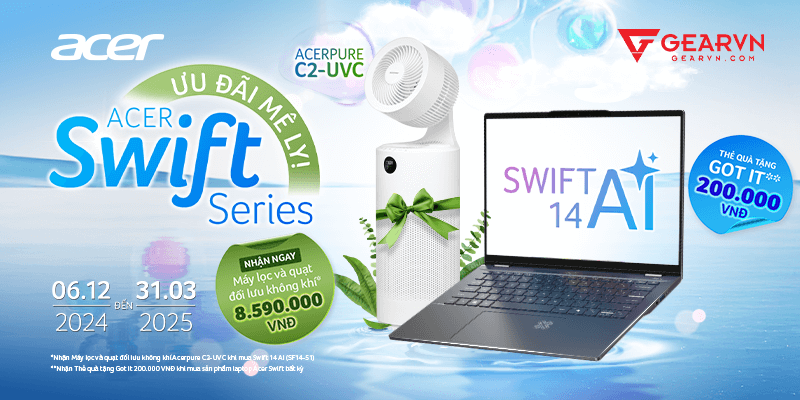 acer
GEARVN
GEARVN.COM
ACERPURE
C2-UVC
ƯU ĐÃI MÊ LY!
ACER
Swift
Series
THẺ QUÀ TẶNG
GOT IT**
200.000
VNĐ
SWIFT
14 AI
NHẬN NGAY
Máy lọc và quạt
đối lưu không khí*
8.590.000
VNĐ
06.12 ĐẾN 31.03
2024 2025
*Nhận Máy lọc và quạt đối lưu không khí Acerpure C2-UVC khi mua Swift 14 AI (SF14-51)
**Nhận Thẻ quà tặng Got It 200.000 VNĐ khi mua sản phẩm laptop Acer Swift bất kỳ